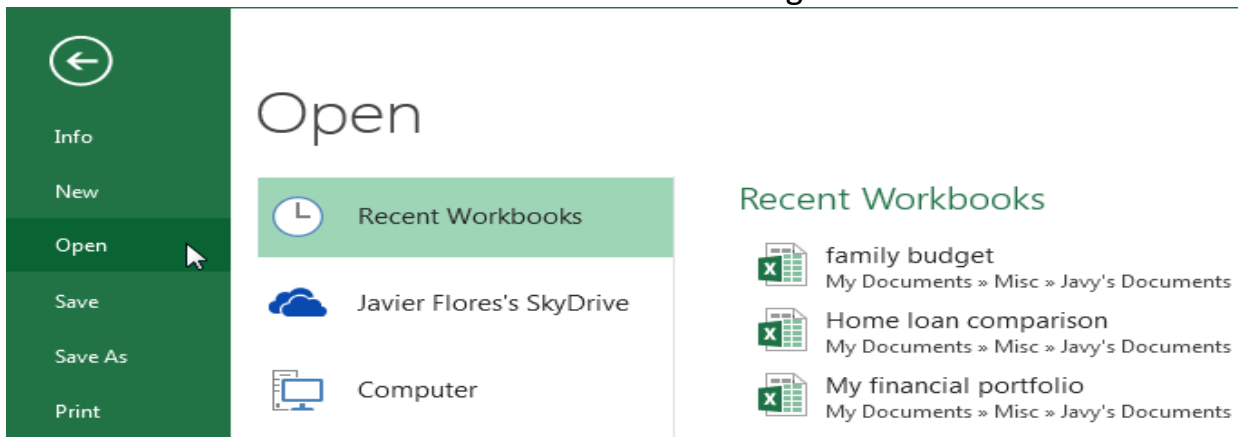 Info
New
Open
Save
Save As
Print
Open
Recent Workbooks
Javier Flores's SkyDrive
Computer
Recent Workbooks
family budget
My Documents » Misc » Javy's Documents
Home loan comparison
My Documents » Misc » Javy's Documents
My financial portfolio
My Documents » Misc » Javy's Documents